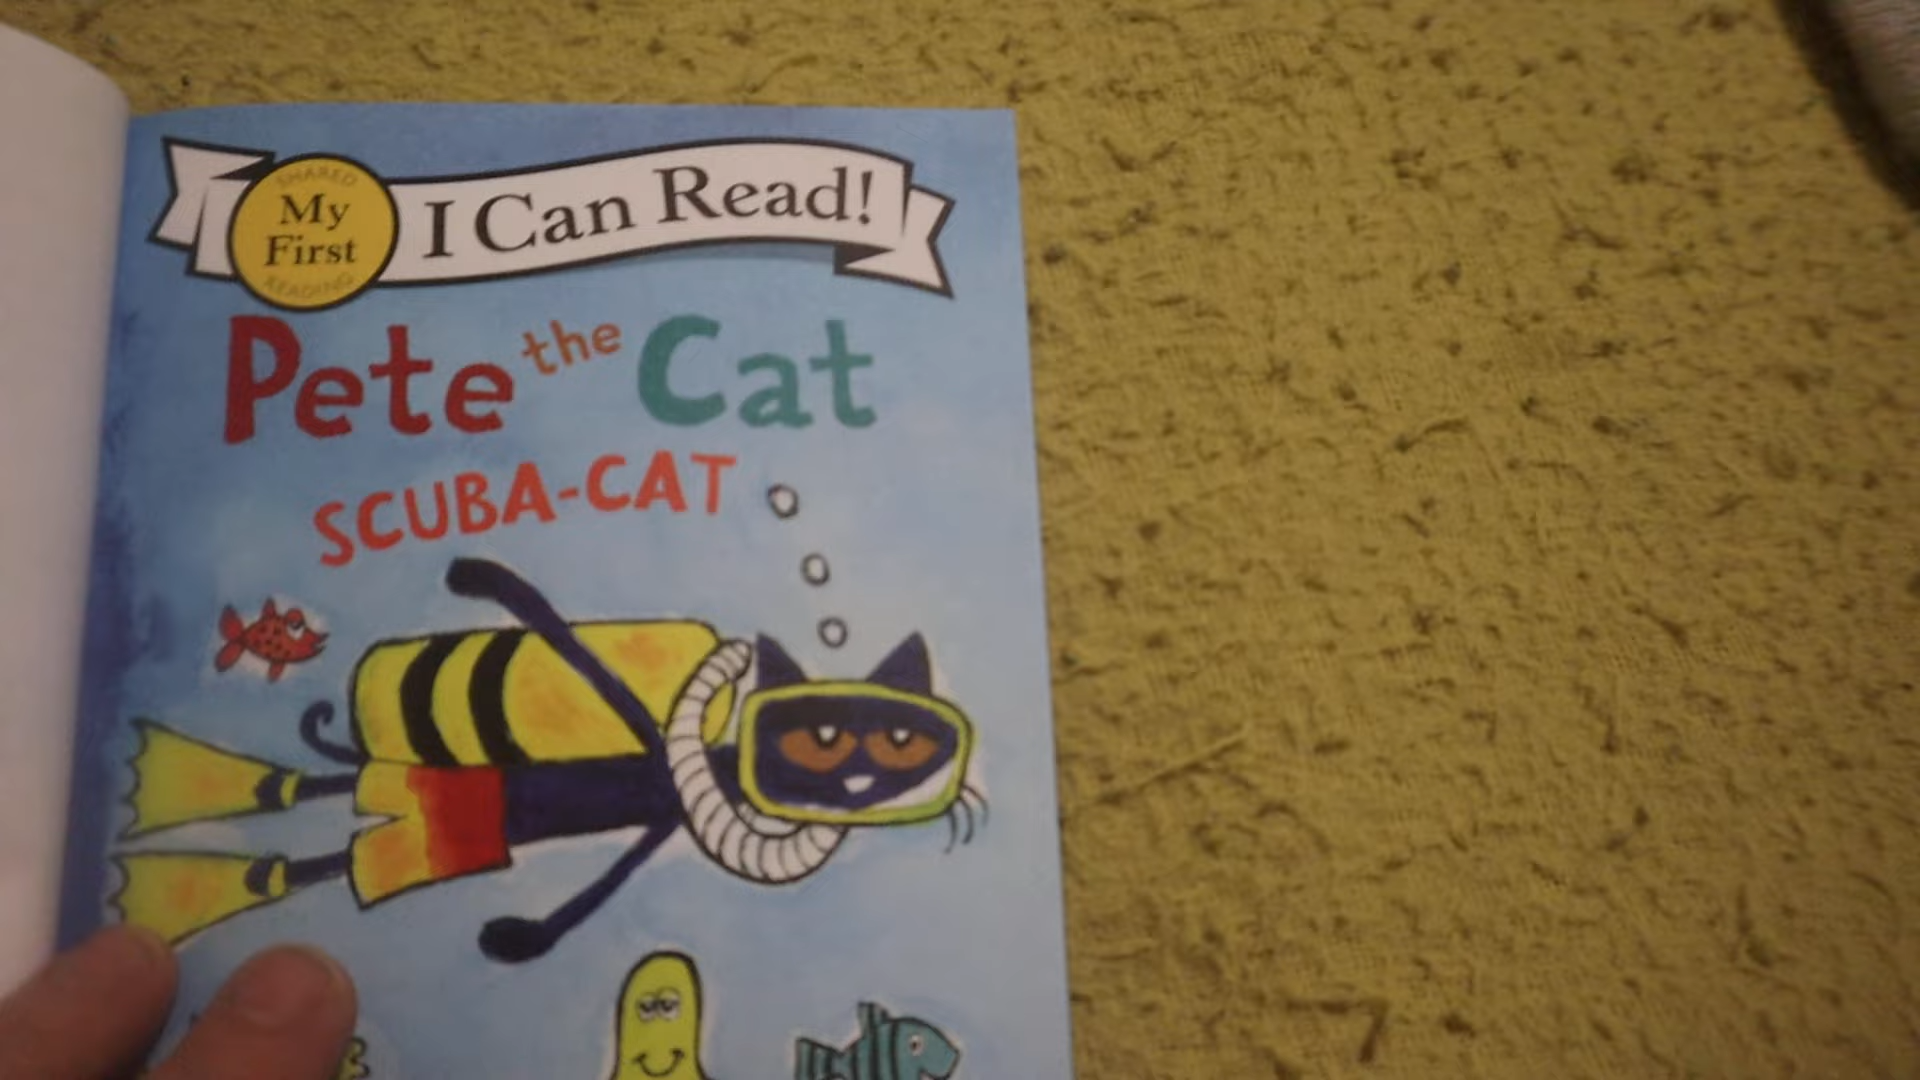 SHARED
My
First
READING
I Can Read!
Pete the Cat
SCUBA-CAT